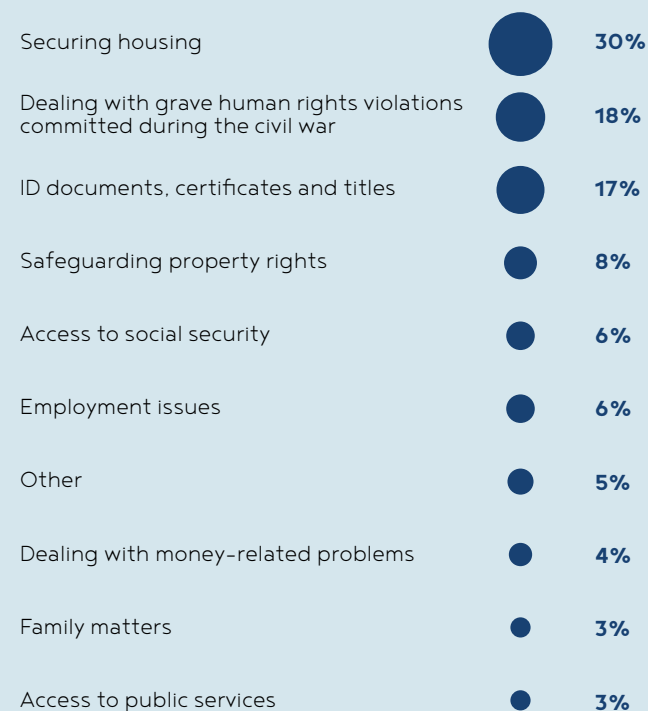 Securing housing 30%
Dealing with grave human rights violations
committed during the civil war 18%
ID documents, certificates and titles 17%
Safeguarding property rights 8%
Access to social security 6%
Employment issues 6%
Other 5%
Dealing with money-related problems 4%
Family matters 3%
Access to public services 3%